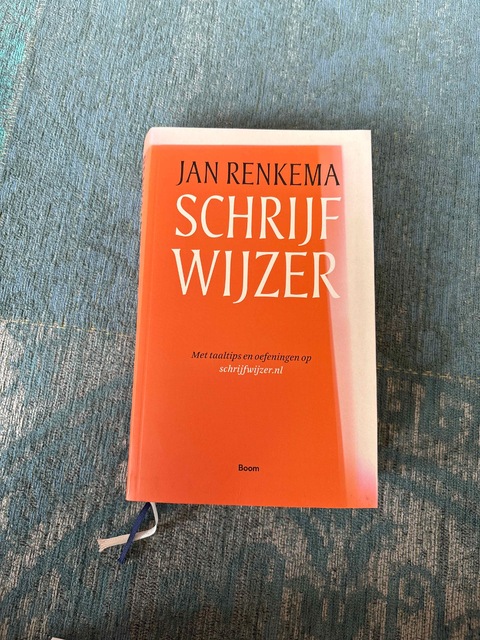 JAN RENKEMA
SCHRIJF
WIJZER
Met taaltips en oefeningen op
schrijfwijzer.nl
Boom